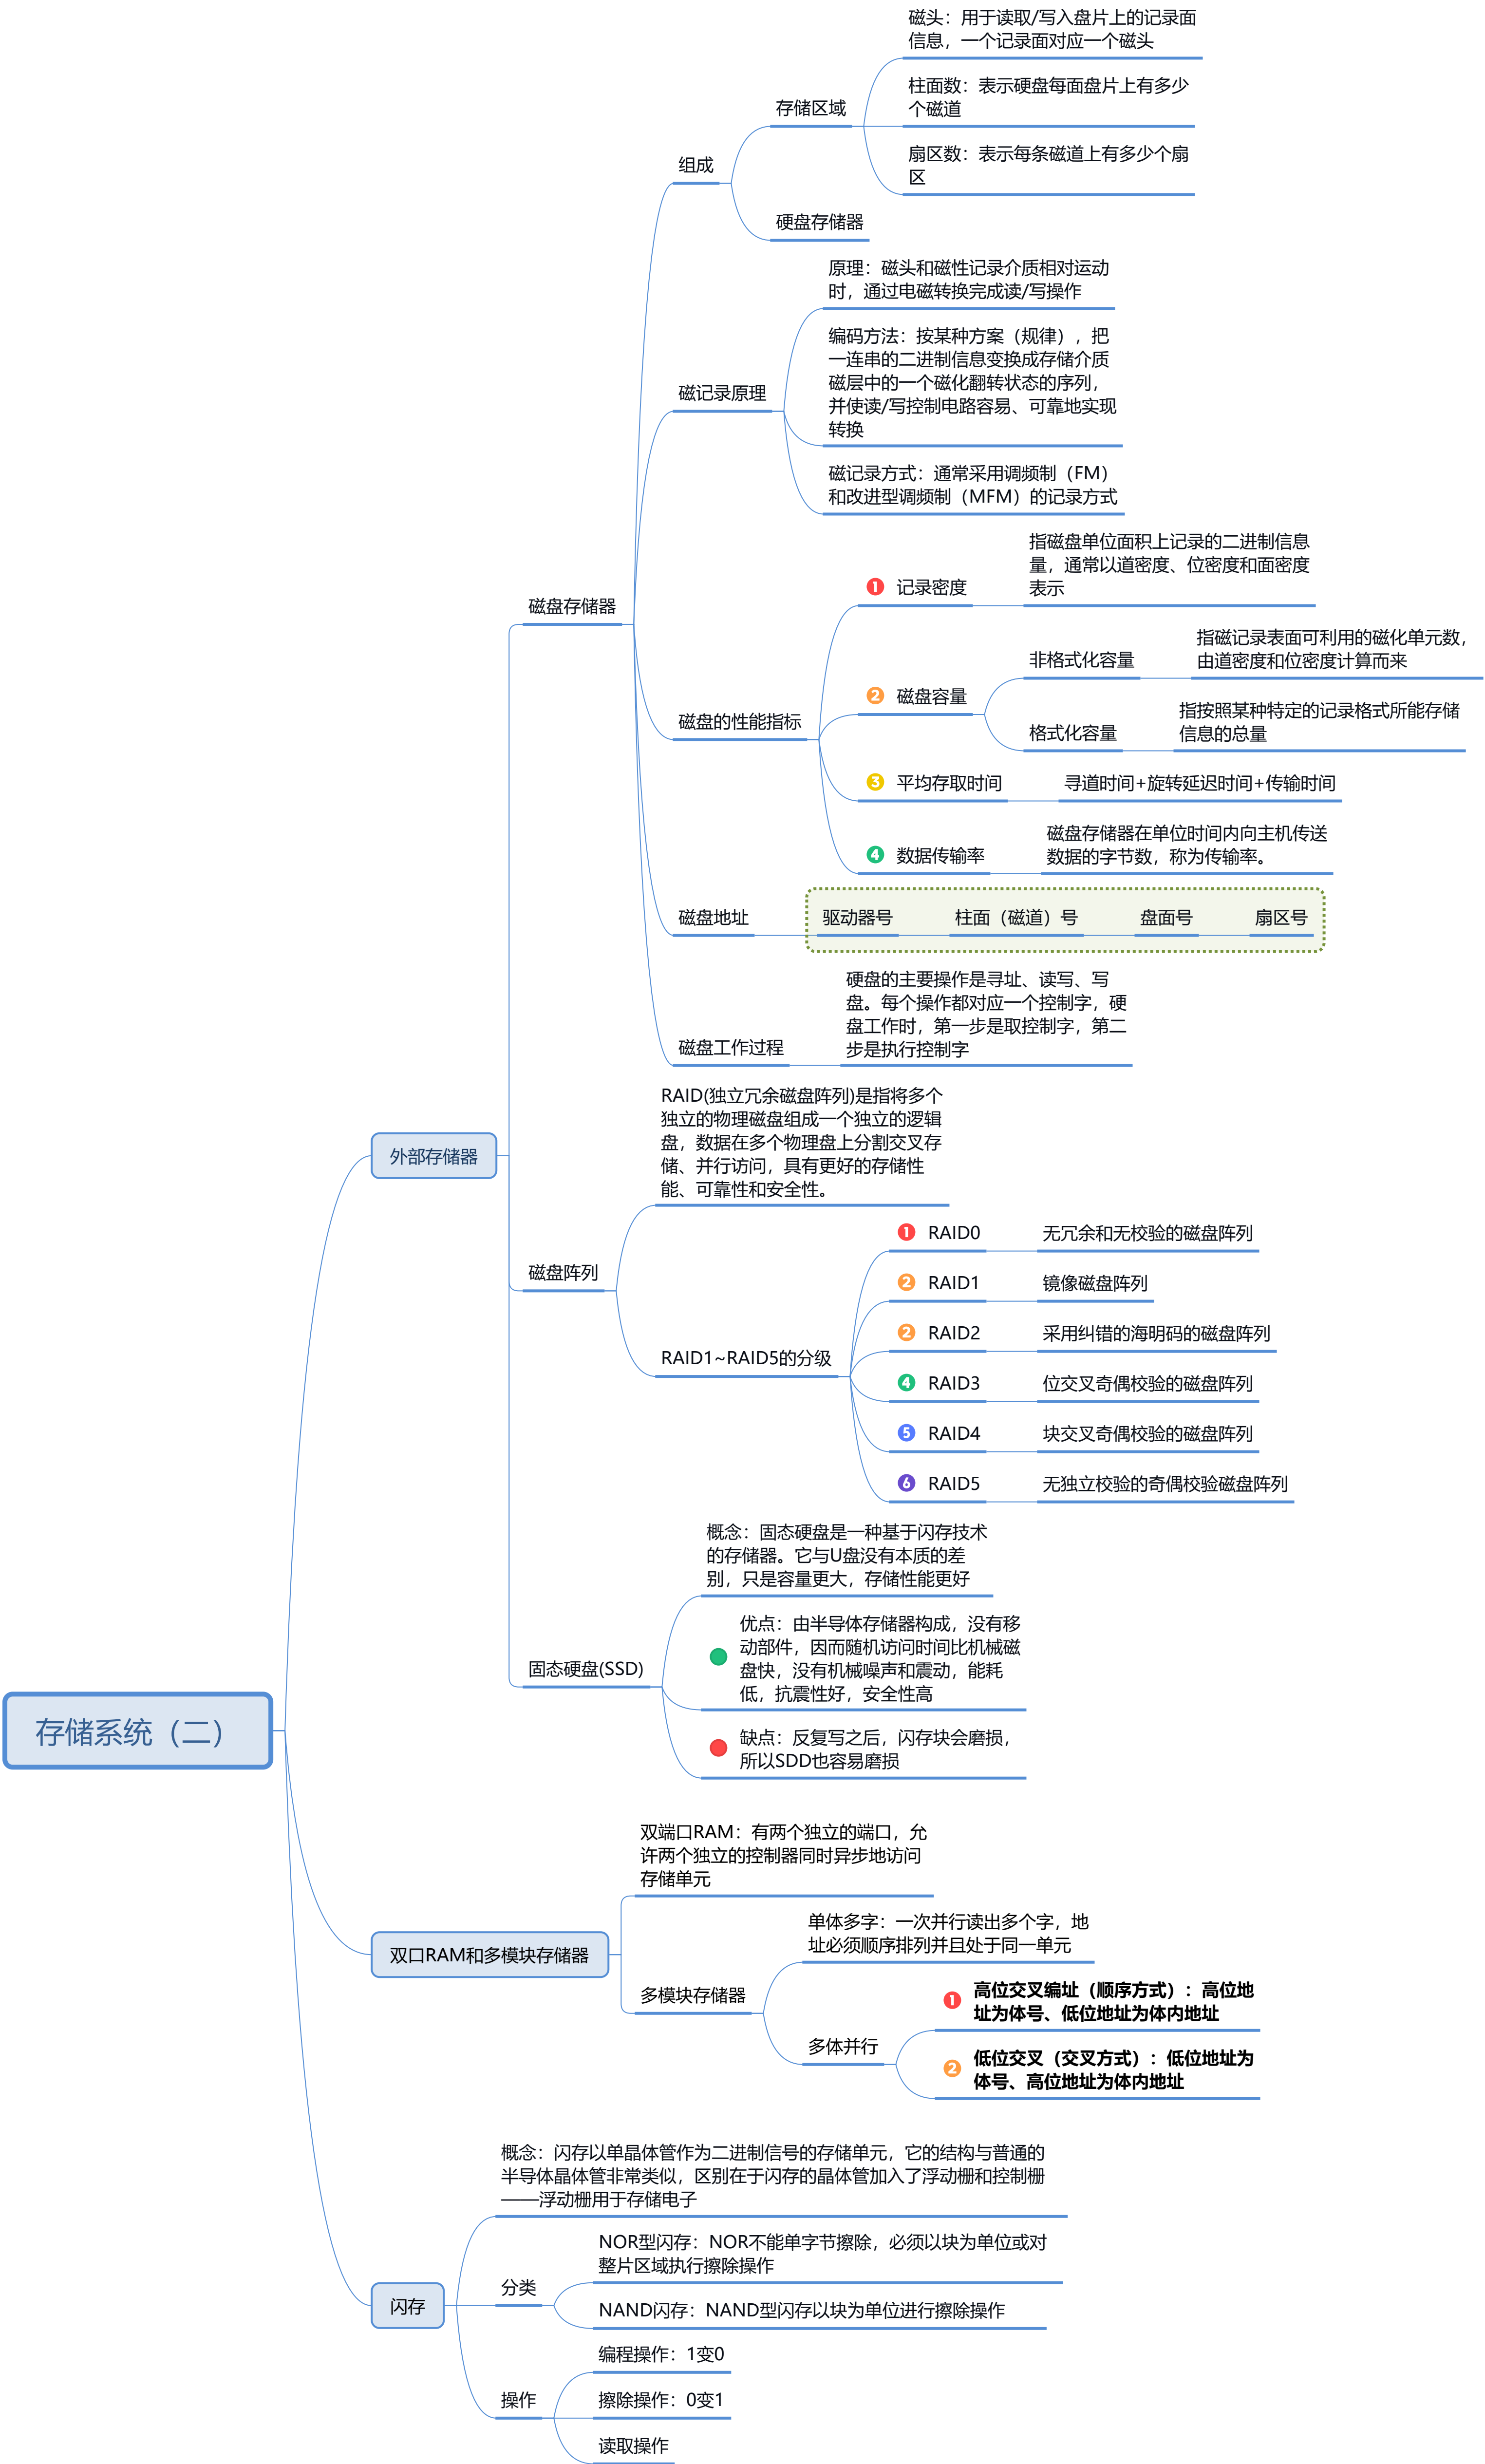 磁头：用于读取/写入盘片上的记录面
信息，一个记录面对应一个磁头
柱面数：表示硬盘每面盘片上有多少
个磁道
扇区数：表示每条磁道上有多少个扇
区
存储区域
硬盘存储器
组成
原理：磁头和磁性记录介质相对运动
时，通过电磁转换完成读/写操作
编码方法：按某种方案（规律），把
一连串的二进制信息变换成存储介质
磁层中的一个磁化翻转状态的序列，
并使读/写控制电路容易、可靠地实现
转换
磁记录方式：通常采用调频制（FM）
和改进型调频制（MFM）的记录方式
磁记录原理
磁盘存储器
❶ 记录密度
指磁盘单位面积上记录的二进制信息
量，通常以道密度、位密度和面密度
表示
❷ 磁盘容量
非格式化容量
指磁记录表面可利用的磁化单元数，
由道密度和位密度计算而来
格式化容量
指按照某种特定的记录格式所能存储
信息的总量
磁盘的性能指标
❸ 平均存取时间
寻道时间+旋转延迟时间+传输时间
❹ 数据传输率
磁盘存储器在单位时间内向主机传送
数据的字节数，称为传输率。
磁盘地址
驱动器号
柱面（磁道）号
盘面号
扇区号
磁盘工作过程
硬盘的主要操作是寻址、读写、写
盘。每个操作都对应一个控制字，硬
盘工作时，第一步是取控制字，第二
步是执行控制字
外部存储器
磁盘阵列
RAID(独立冗余磁盘阵列)是指将多个
独立的物理磁盘组成一个独立的逻辑
盘，数据在多个物理盘上分割交叉存
储、并行访问，具有更好的存储性
能、可靠性和安全性。
RAID1~RAID5的分级
❶ RAID0
无冗余和无校验的磁盘阵列
❷ RAID1
镜像磁盘阵列
❷ RAID2
采用纠错的海明码的磁盘阵列
❹ RAID3
位交叉奇偶校验的磁盘阵列
❺ RAID4
块交叉奇偶校验的磁盘阵列
❻ RAID5
无独立校验的奇偶校验磁盘阵列
固态硬盘(SSD)
概念：固态硬盘是一种基于闪存技术
的存储器。它与U盘没有本质的差
别，只是容量更大，存储性能更好
优点：由半导体存储器构成，没有移
动部件，因而随机访问时间比机械磁
盘快，没有机械噪声和震动，能耗
低，抗震性好，安全性高
缺点：反复写之后，闪存块会磨损，
所以SDD也容易磨损
存储系统（二）
双口RAM和多模块存储器
双端口RAM：有两个独立的端口，允
许两个独立的控制器同时异步地访问
存储单元
多模块存储器
单体多字：一次并行读出多个字，地
址必须顺序排列并且处于同一单元
多体并行
❶ 高位交叉编址（顺序方式）：高位地
址为体号、低位地址为体内地址
❷ 低位交叉（交叉方式）：低位地址为
体号、高位地址为体内地址
闪存
概念：闪存以单晶体管作为二进制信号的存储单元，它的结构与普通的
半导体晶体管非常类似，区别在于闪存的晶体管加入了浮动栅和控制栅
——浮动栅用于存储电子
分类
NOR型闪存：NOR不能单字节擦除，必须以块为单位或对
整片区域执行擦除操作
NAND闪存：NAND型闪存以块为单位进行擦除操作
操作
编程操作：1变0
擦除操作：0变1
读取操作